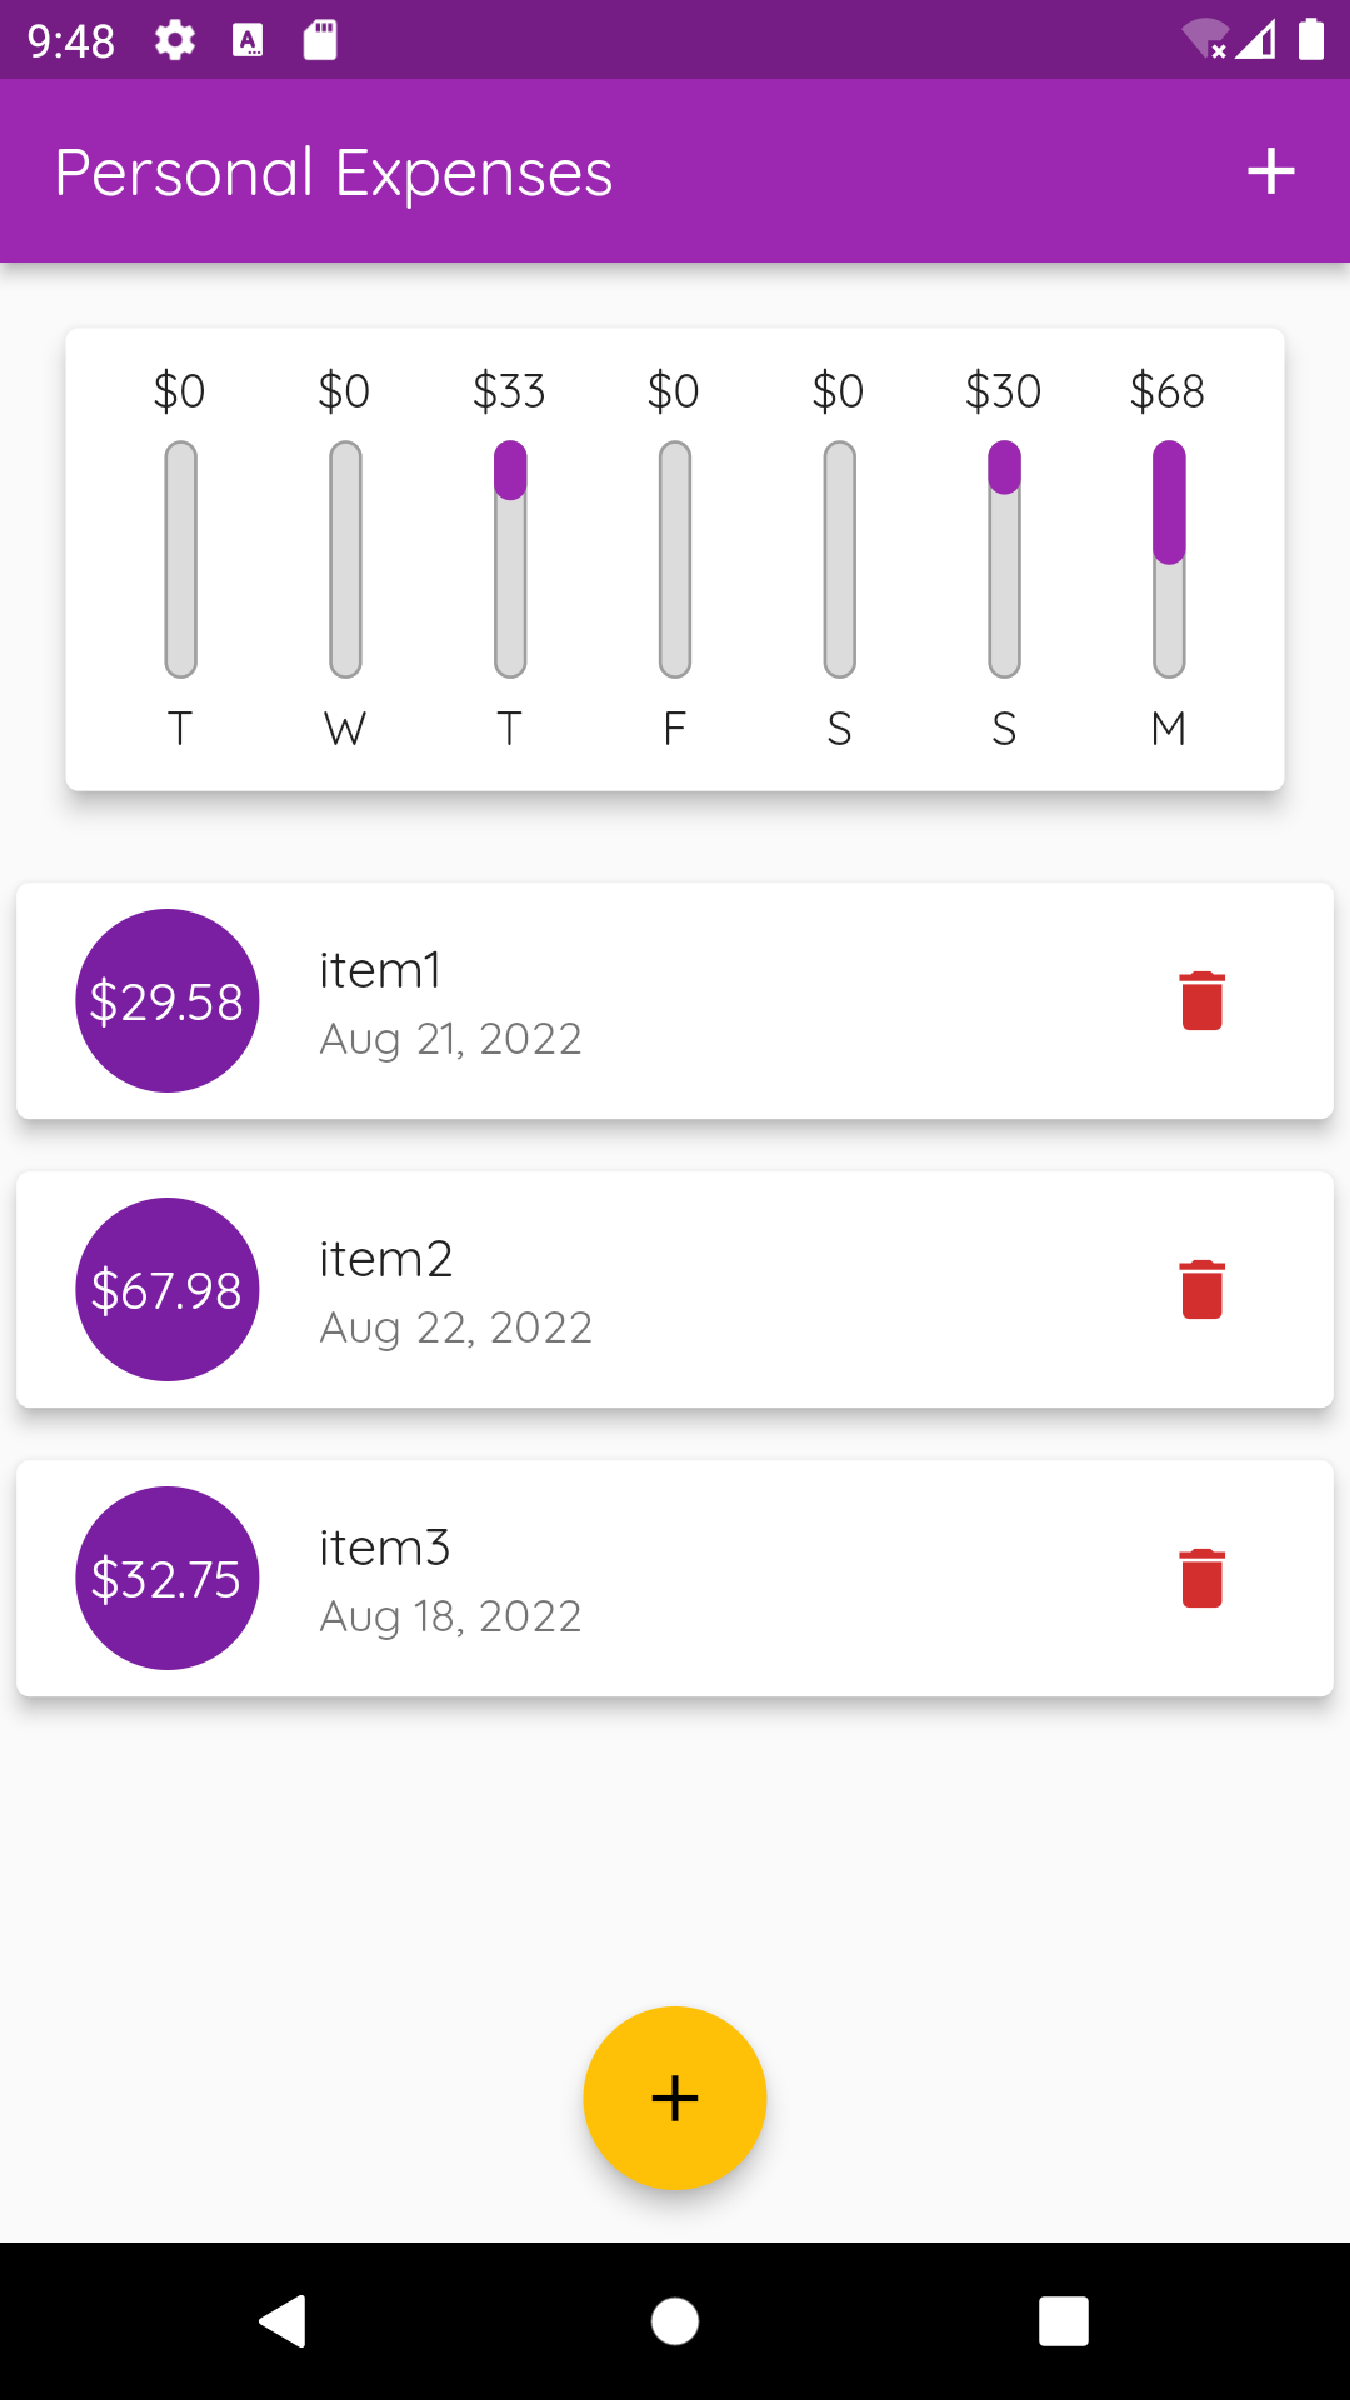 9:48
Personal Expenses
$0 $0 $33 $0 $0 $30 $68
T W T F S S M
$29.58
item1
Aug 21, 2022
$67.98
item2
Aug 22, 2022
$32.75
item3
Aug 18, 2022